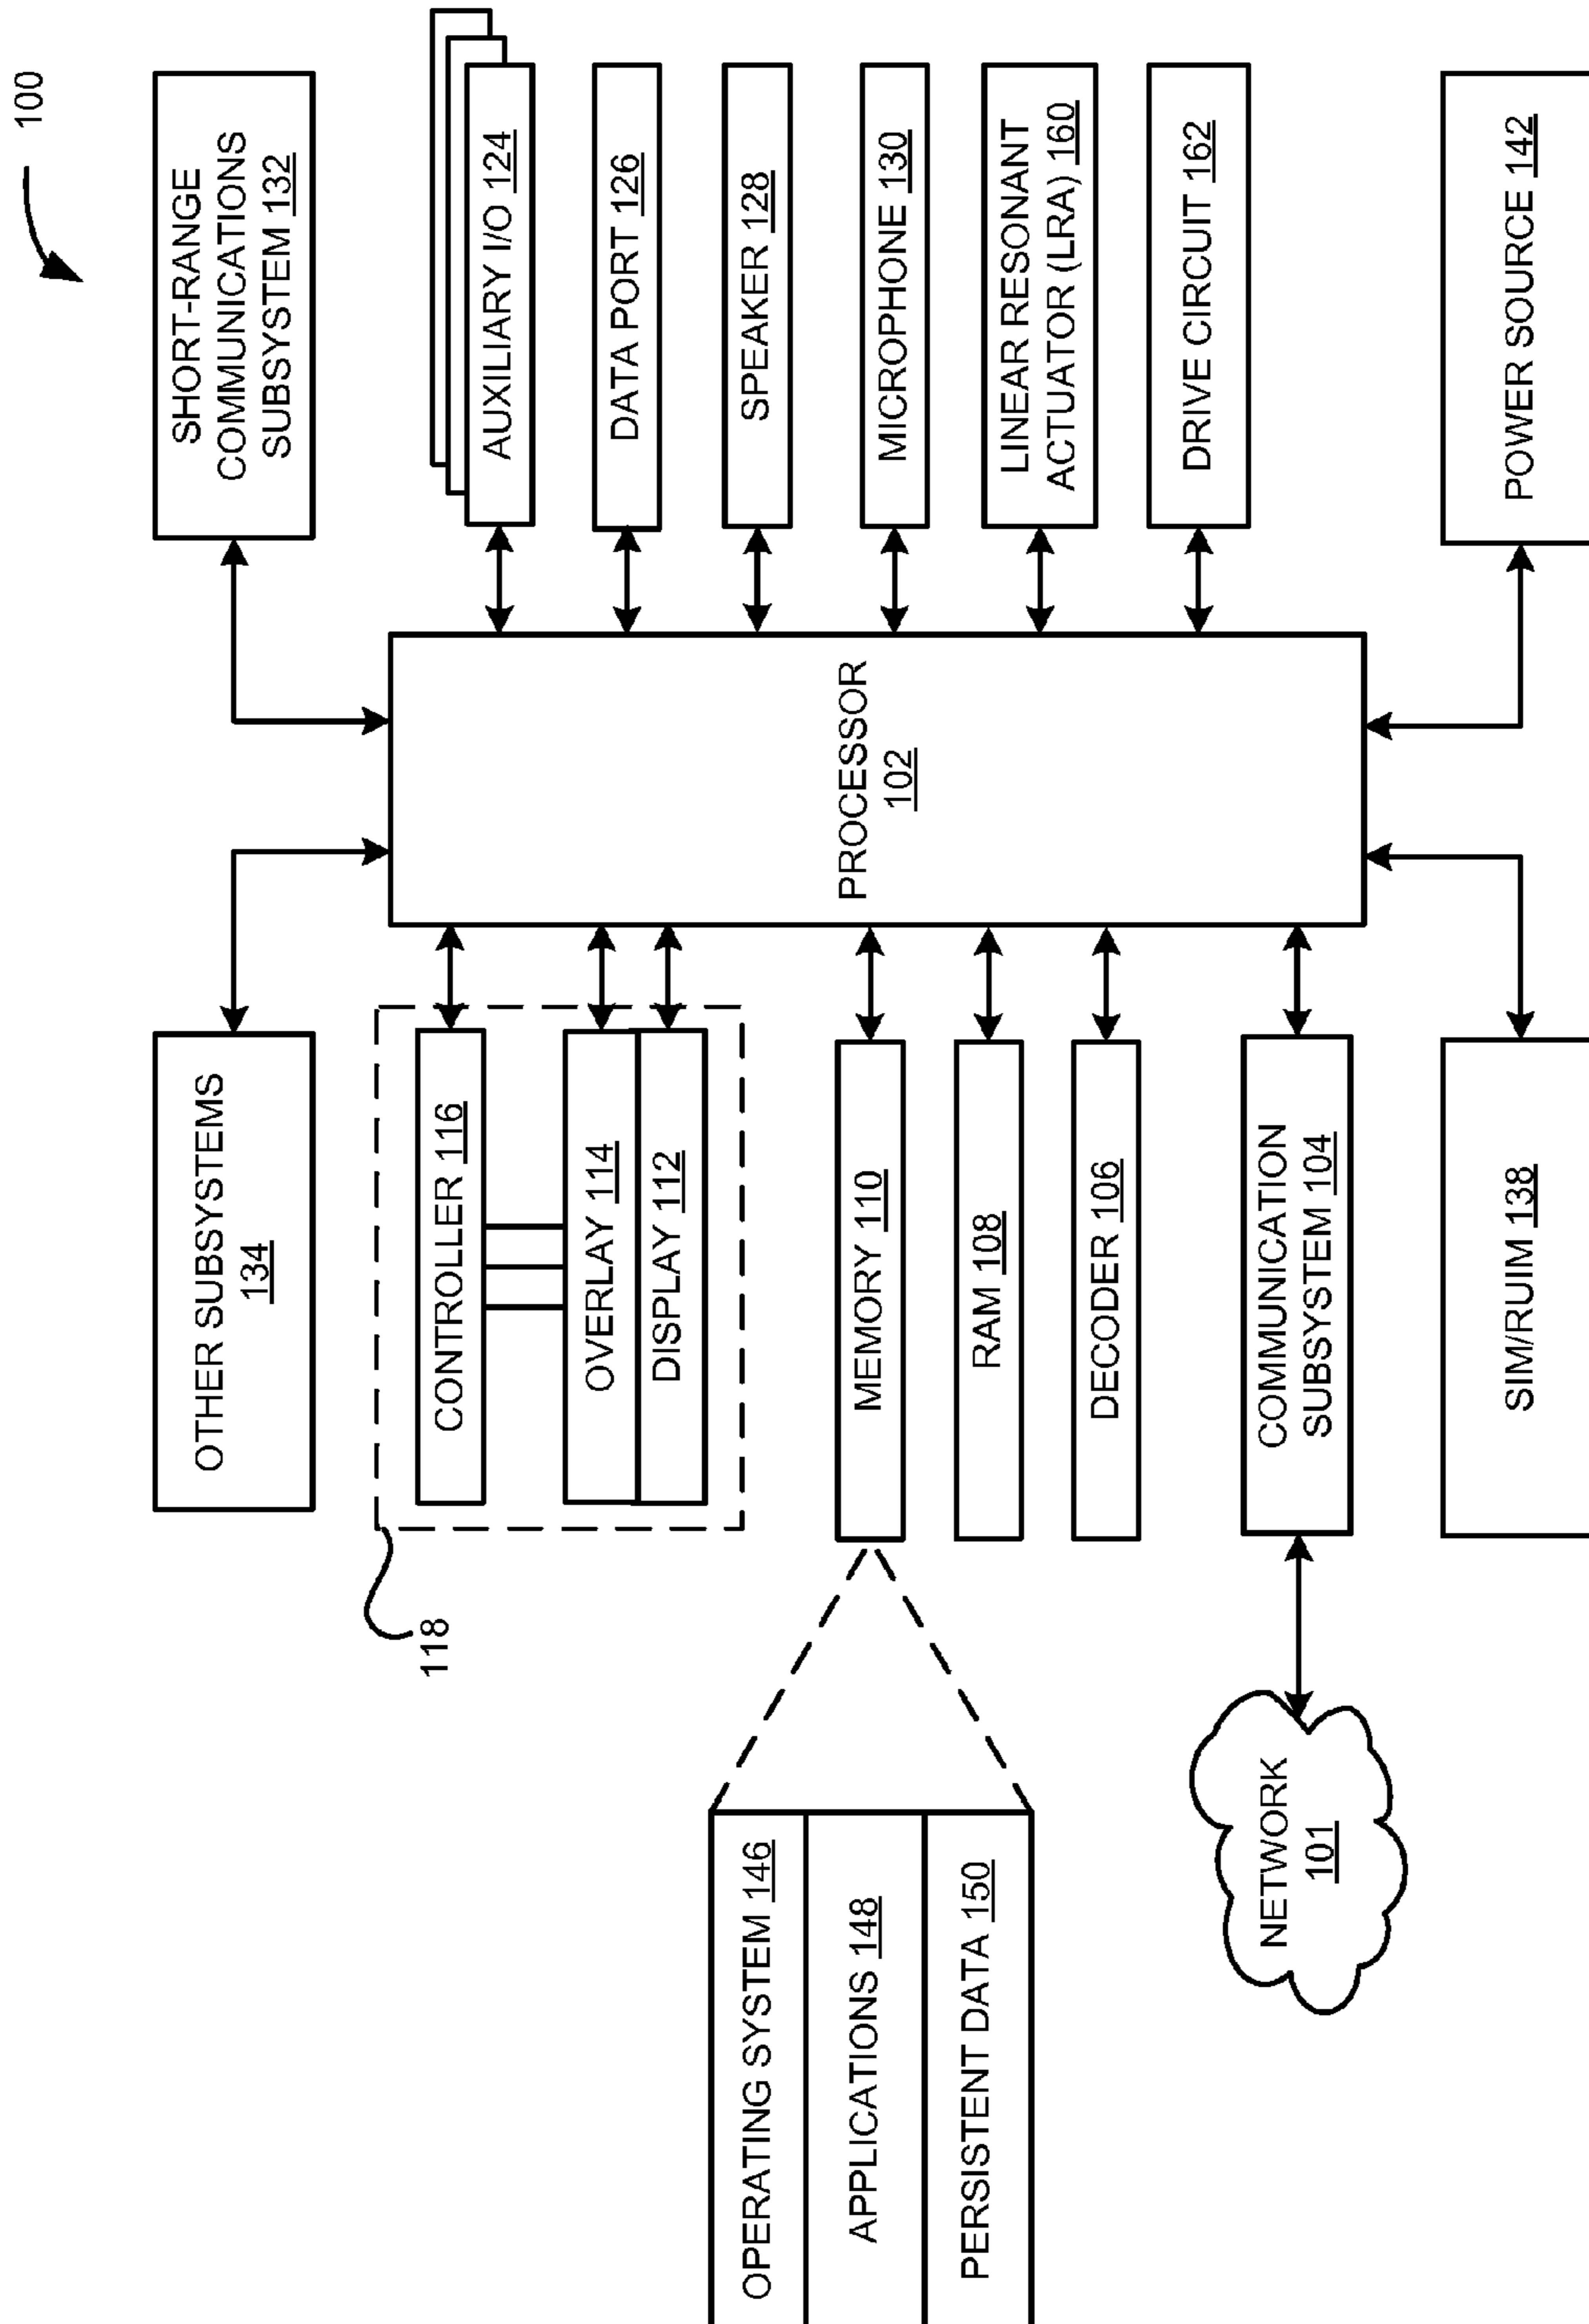 100
OTHER SUBSYSTEMS
134
SHORT-RANGE
COMMUNICATIONS
SUBSYSTEM 132
118
CONTROLLER 116
OVERLAY 114
DISPLAY 112
AUXILIARY I/O 124
DATA PORT 126
SPEAKER 128
OPERATING SYSTEM 146
APPLICATIONS 148
PERSISTENT DATA 150
MEMORY 110
RAM 108
DECODER 106
PROCESSOR
102
MICROPHONE 130
LINEAR RESONANT
ACTUATOR (LRA) 160
DRIVE CIRCUIT 162
NETWORK
101
COMMUNICATION
SUBSYSTEM 104
SIM/RUIM 138
POWER SOURCE 142